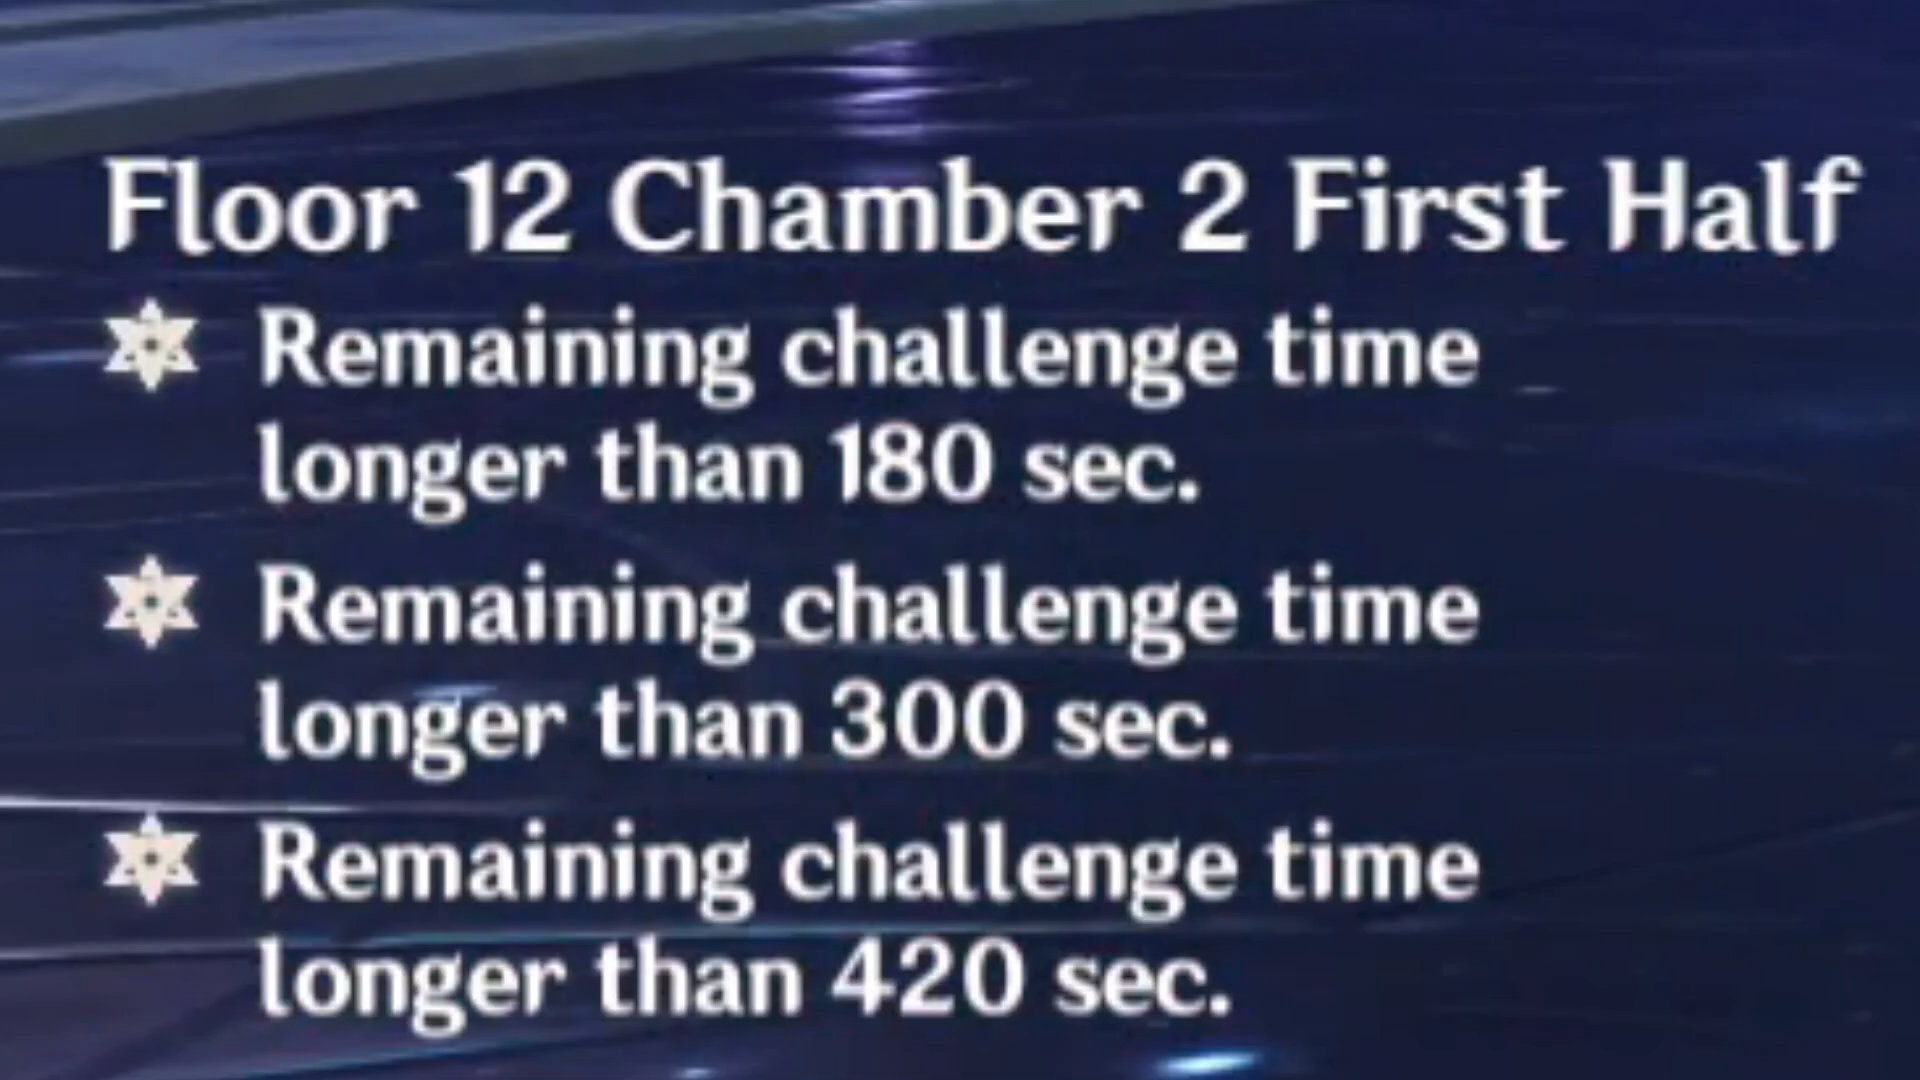 Floor 12 Chamber 2 First Half
Remaining challenge time
longer than 180 sec.
Remaining challenge time
longer than 300 sec.
Remaining challenge time
longer than 420 sec.